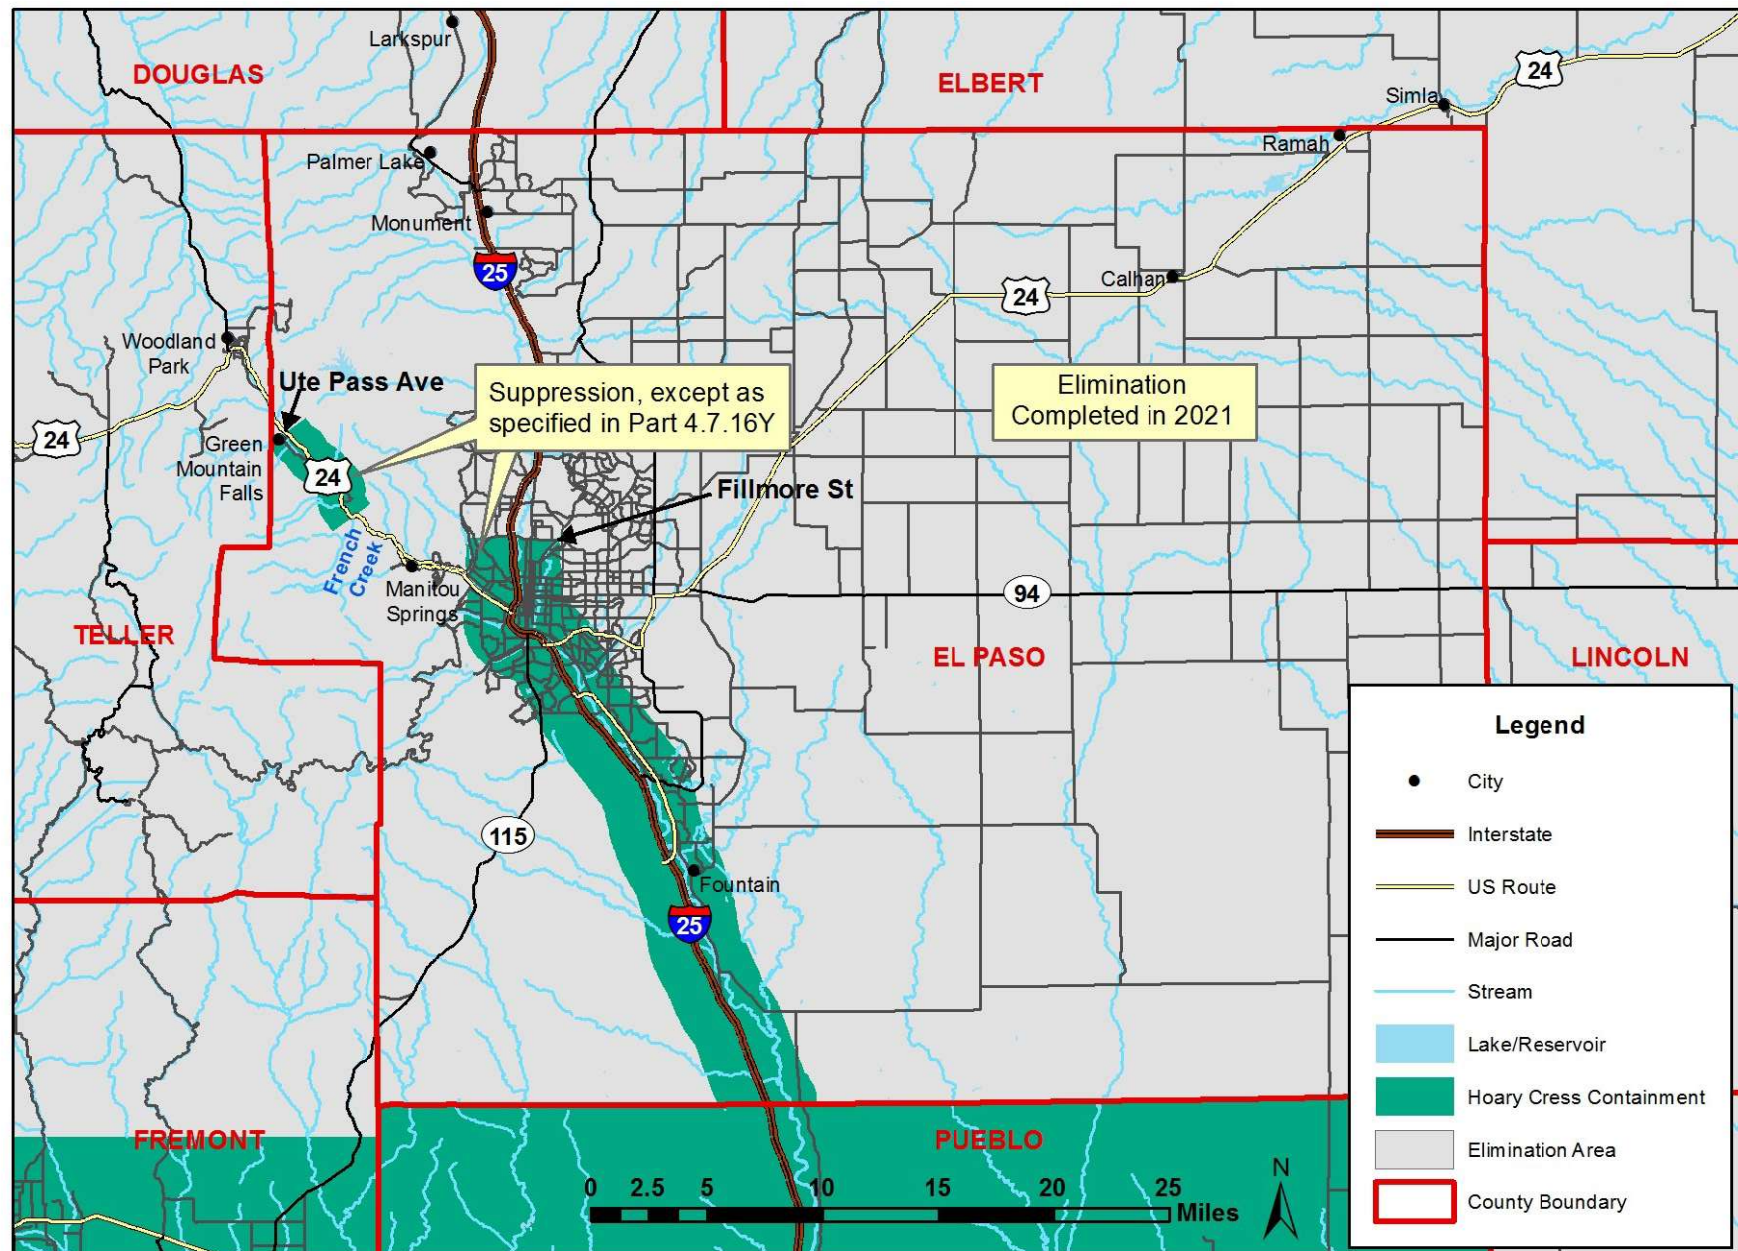 Larkspur
DOUGLAS
ELBERT
24
Simla
Ramah
Palmer Lake
Monument
25
Calhan
24
Woodland
Park
Ute Pass Ave
Suppression, except as
specified in Part 4.7.16Y
Elimination
Completed in 2021
24
Green
Mountain
Falls
24
Fillmore St
French
Creek
Manitou
Springs
94
TELLER
EL PASO
LINCOLN
115
Fountain
25
FREMONT
PUEBLO
0 2.5 5 10 15 20 25
Miles
N
Legend
City
Interstate
US Route
Major Road
Stream
Lake/Reservoir
Hoary Cress Containment
Elimination Area
County Boundary